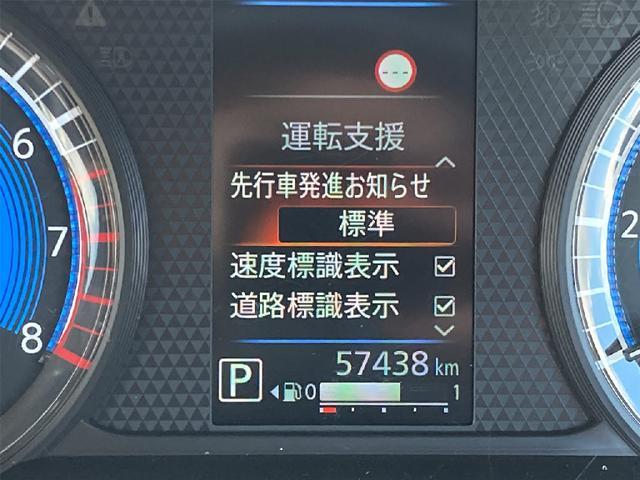 ---
運転支援
先行車発進お知らせ
標準
速度標識表示
道路標識表示
57438 km
P
0 1
6
7
8
2